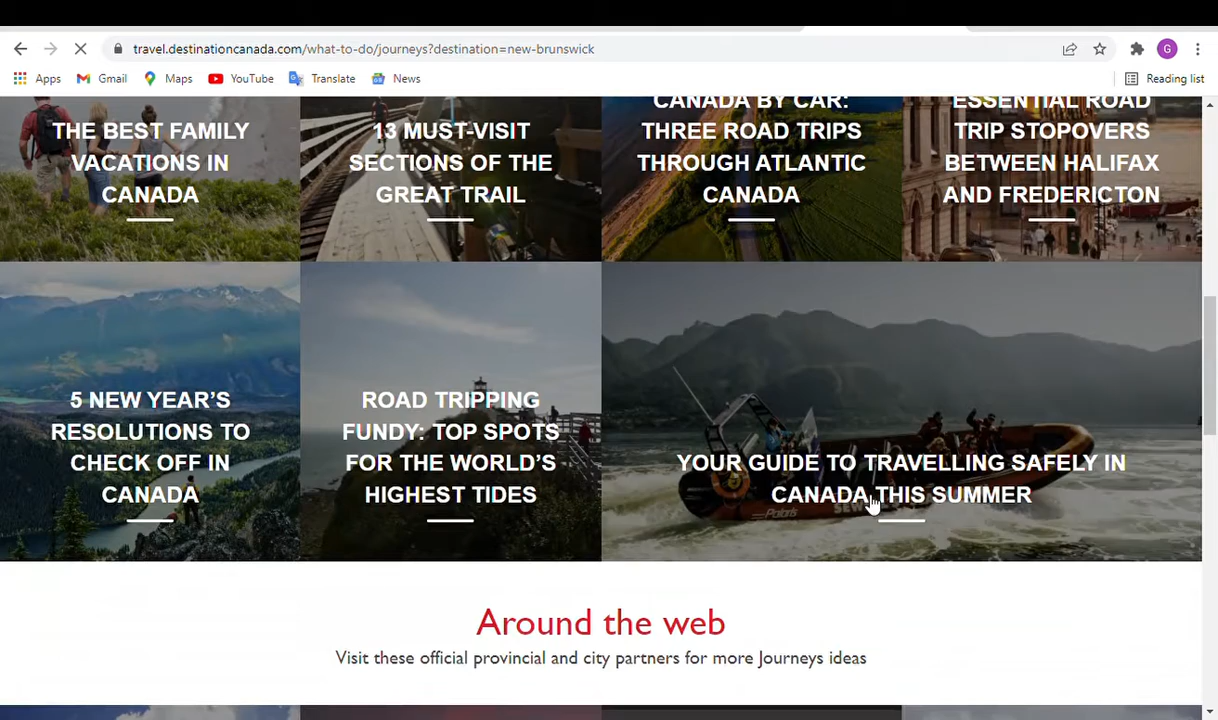 travel.destinationcanada.com/what-to-do/journeys?destination=new-brunswick
G
Apps Gmail Maps YouTube Translate News Reading list
THE BEST FAMILY
VACATIONS IN
CANADA
13 MUST-VISIT
SECTIONS OF THE
GREAT TRAIL
CANADA BY CAR:
THREE ROAD TRIPS
THROUGH ATLANTIC
CANADA
ESSENTIAL ROAD
TRIP STOPOVERS
BETWEEN HALIFAX
AND FREDERICTON
5 NEW YEAR’S
RESOLUTIONS TO
CHECK OFF IN
CANADA
ROAD TRIPPING
FUNDY: TOP SPOTS
FOR THE WORLD’S
HIGHEST TIDES
YOUR GUIDE TO TRAVELLING SAFELY IN
CANADA THIS SUMMER
Polaris
Around the web
Visit these official provincial and city partners for more Journeys ideas